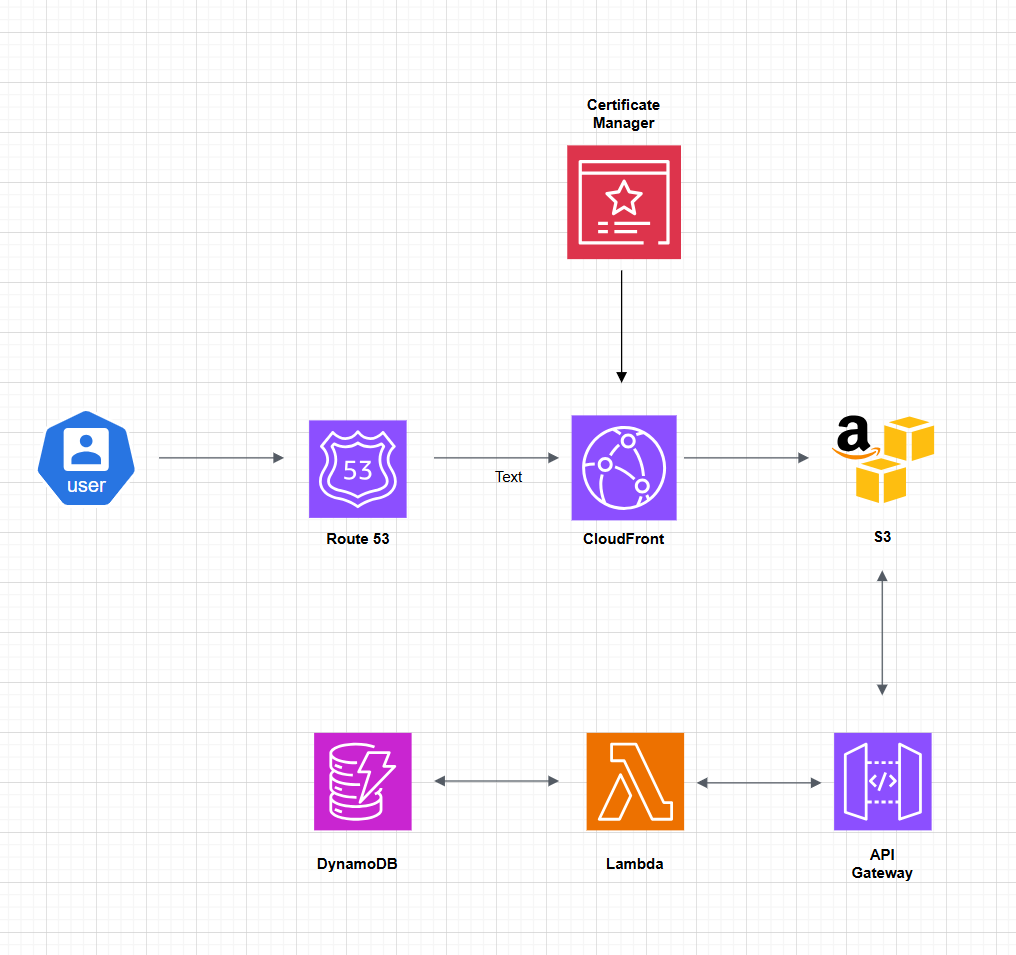 Certificate
Manager
user
53
Text
a
Route 53
CloudFront
S3
DynamoDB
Lambda
</>
API
Gateway